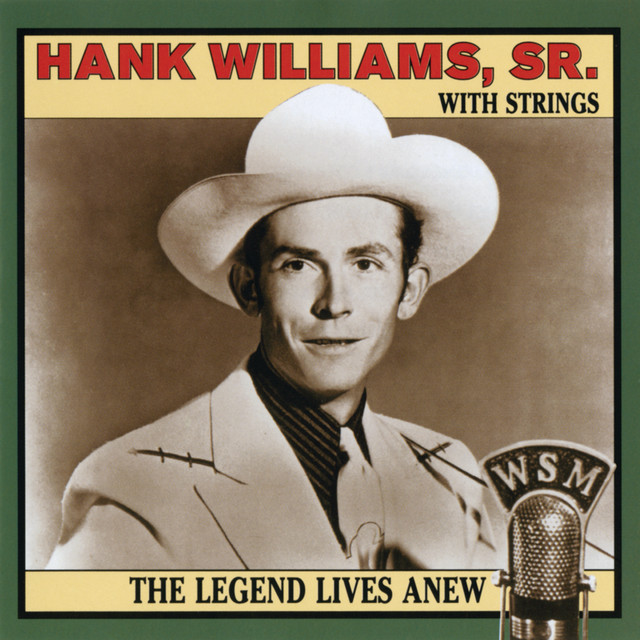 HANK WILLIAMS, SR.
WITH STRINGS
WSM
THE LEGEND LIVES ANEW